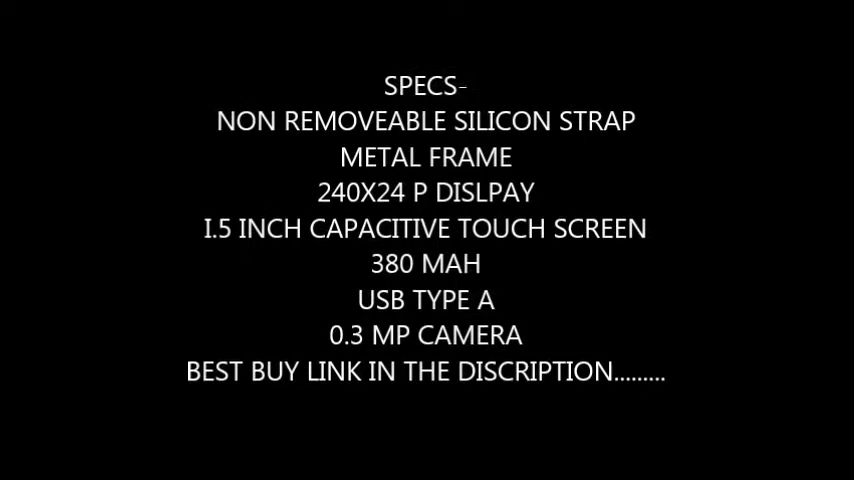 SPECS-
NON REMOVEABLE SILICON STRAP
METAL FRAME
240X24 P DISLPAY
I.5 INCH CAPACITIVE TOUCH SCREEN
380 MAH
USB TYPE A
0.3 MP CAMERA
BEST BUY LINK IN THE DISCRIPTION.........